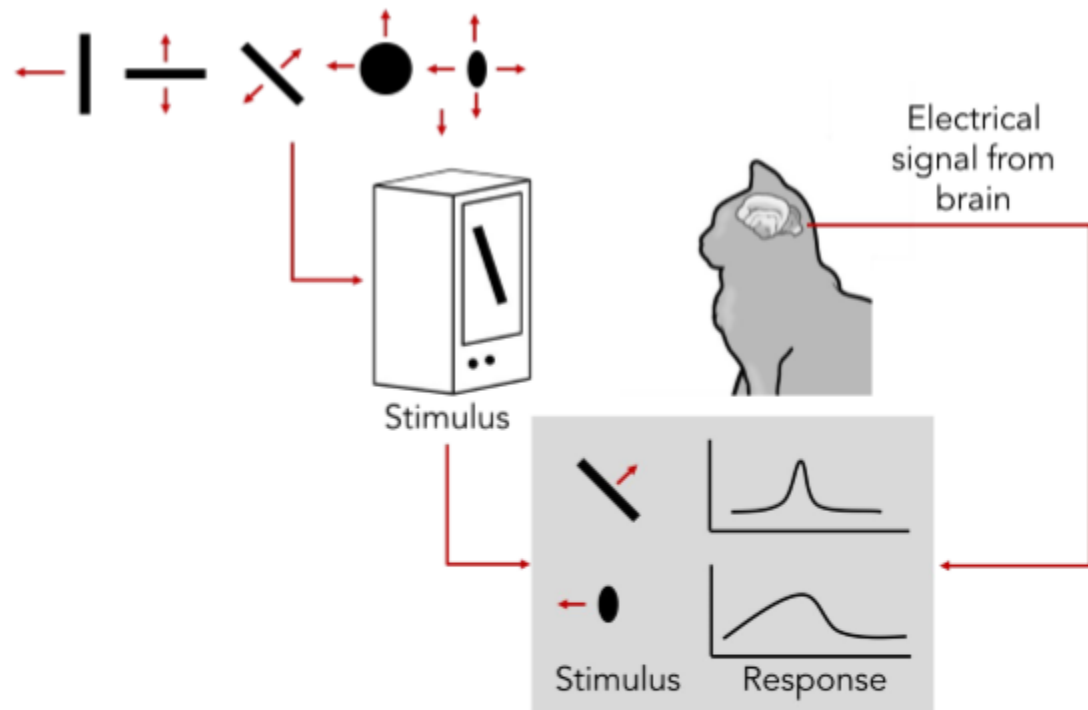 Electrical
signal from
brain
Stimulus
Stimulus
Response